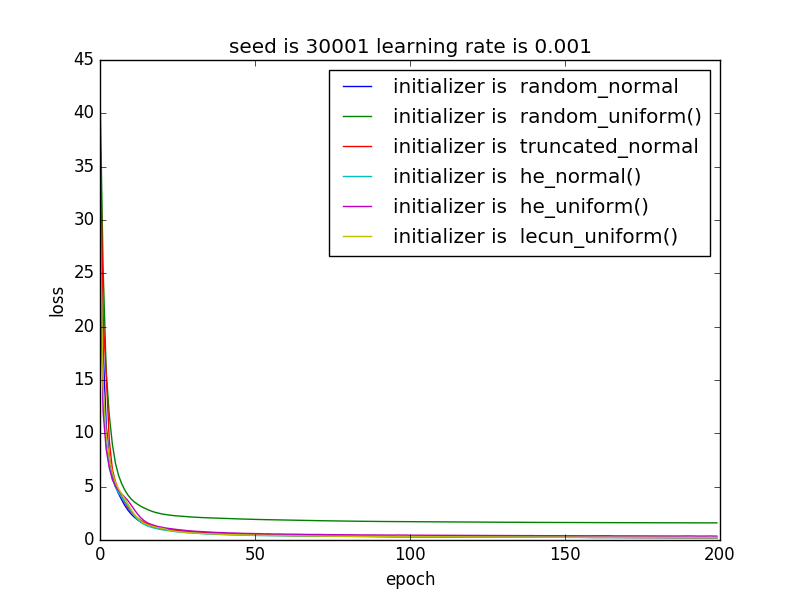 seed is 30001 learning rate is 0.001
45
40
35
30
25
20
15
10
5
0
loss
initializer is  random_normal
initializer is  random_uniform()
initializer is  truncated_normal
initializer is  he_normal()
initializer is  he_uniform()
initializer is  lecun_uniform()
0 50 100 150 200
epoch